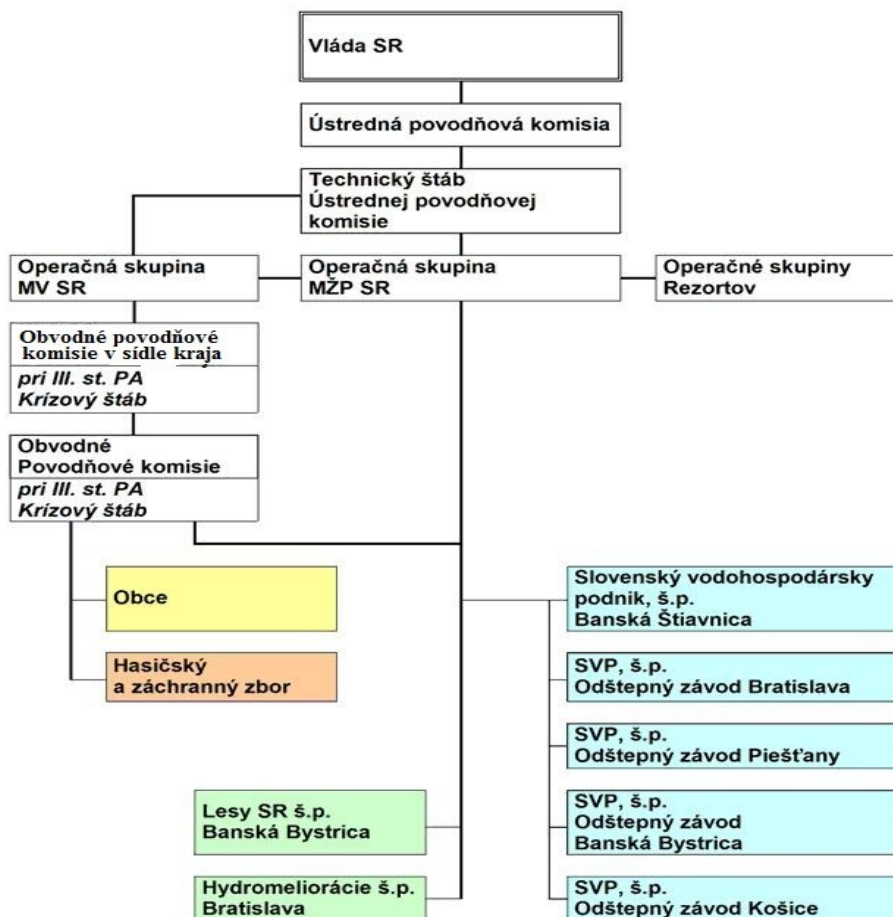 Vláda SR
Ústredná povodňová komisia
Technický štáb
Ústrednej povodňovej
komisie
Operačná skupina
MV SR
Operačná skupina
MŽP SR
Operačné skupiny
Rezortov
Obvodné povodňové
komisie v sídle kraja
pri III. st. PA
Krízový štáb
Obvodné
Povodňové komisie
pri III. st. PA
Krízový štáb
Obce
Hasičský
a záchranný zbor
Lesy SR š.p.
Banská Bystrica
Hydromeliorácie š.p.
Bratislava
Slovenský vodohospodársky
podnik, š.p.
Banská Štiavnica
SVP, š.p.
Odštepný závod Bratislava
SVP, š.p.
Odštepný závod Piešťany
SVP, š.p.
Odštepný závod
Banská Bystrica
SVP, š.p.
Odštepný závod Košice